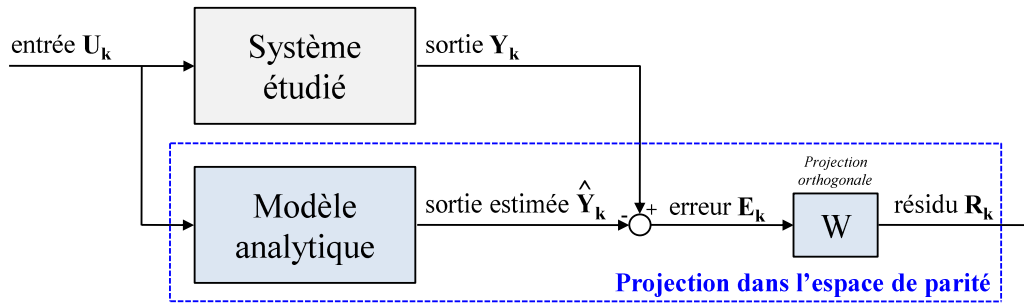 entrée Uk
Système
étudié
sortie Yk
Modèle
analytique
sortie estimée Ŷk
-
+
erreur Ek
Projection
orthogonale
W
résidu Rk
Projection dans l'espace de parité